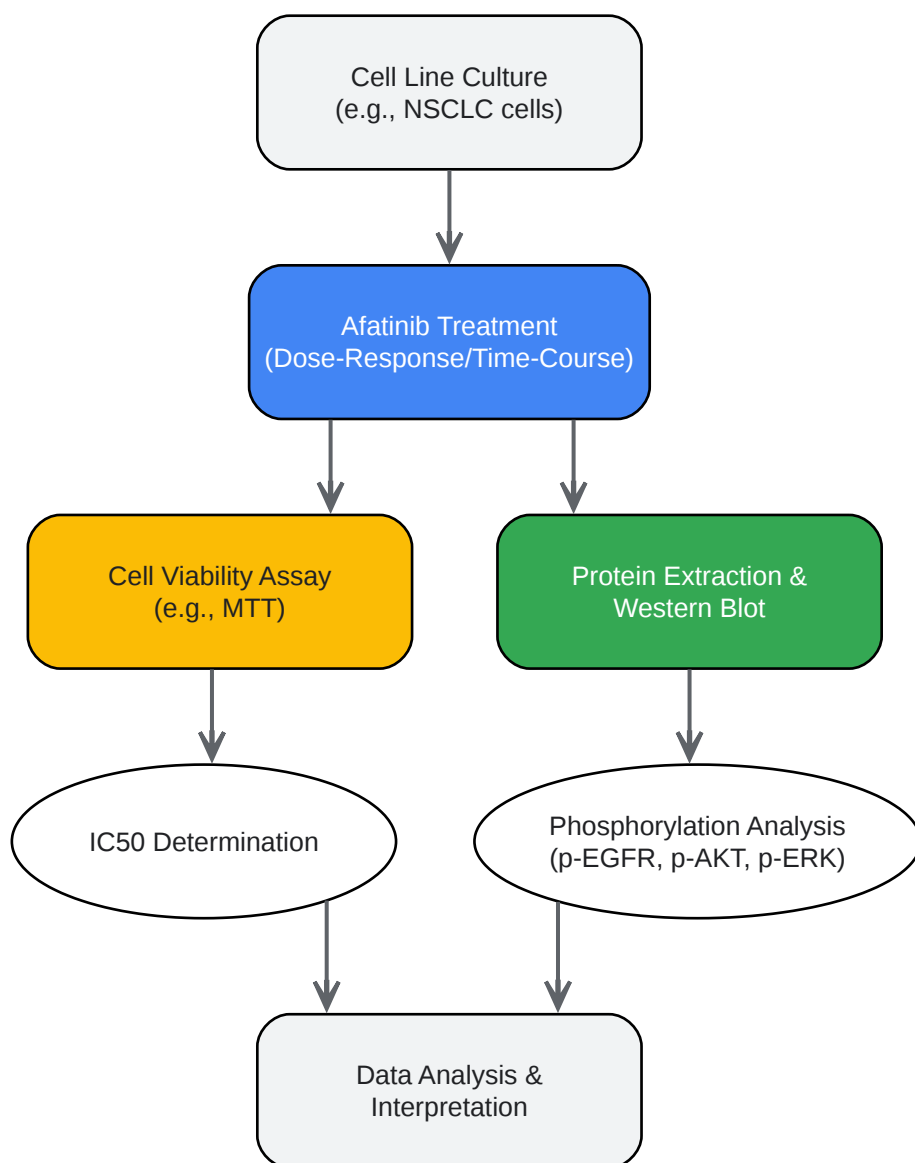 Cell Line Culture
(e.g., NSCLC cells)
Afatinib Treatment
(Dose-Response/Time-Course)
Cell Viability Assay
(e.g., MTT)
Protein Extraction &
Western Blot
IC50 Determination
Phosphorylation Analysis
(p-EGFR, p-AKT, p-ERK)
Data Analysis &
Interpretation